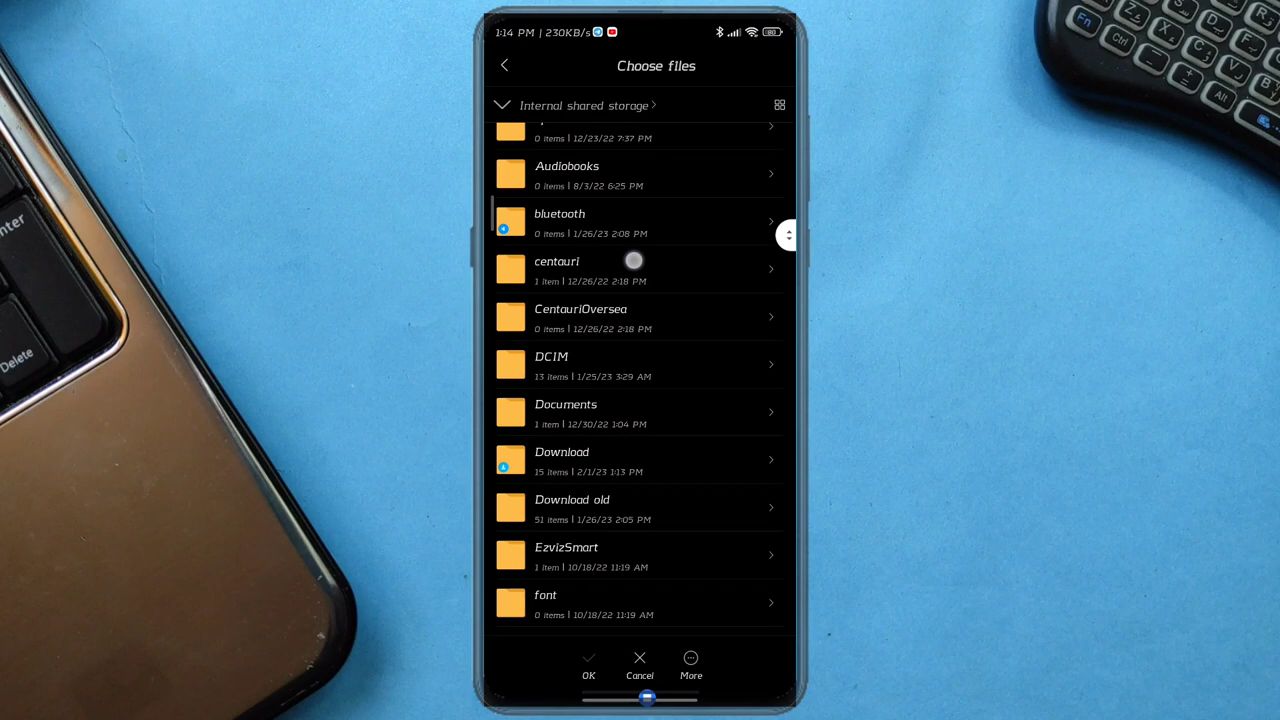 1:14 PM | 230KB/s
80
Choose files
Internal shared storage
0 items | 12/23/22 7:37 PM
Audiobooks
0 items | 8/3/22 6:25 PM
bluetooth
0 items | 1/26/23 2:08 PM
centauri
1 item | 12/26/22 2:18 PM
CentauriOversea
0 items | 12/26/22 2:18 PM
DCIM
13 items | 1/25/23 3:29 AM
Documents
1 item | 12/30/22 1:04 PM
Download
15 items | 2/1/23 1:13 PM
Download old
51 items | 1/26/23 2:05 PM
EzvizSmart
1 item | 10/18/22 11:19 AM
font
0 items | 10/18/22 11:19 AM
OK
Cancel
More
Delete
Fn
Ctrl
Alt
Z
X
C
V
B